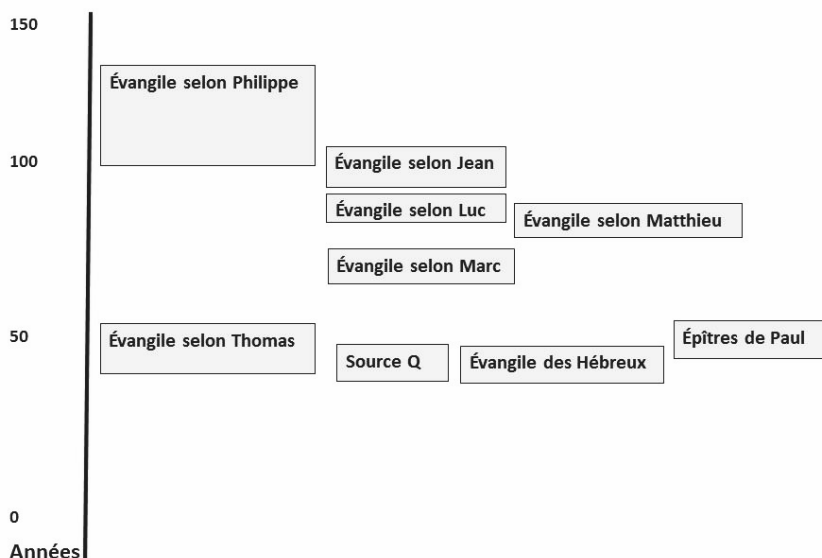 150
Évangile selon Philippe
100
Évangile selon Jean
Évangile selon Luc
Évangile selon Matthieu
Évangile selon Marc
50
Évangile selon Thomas
Épîtres de Paul
Source Q
Évangile des Hébreux
0
Années